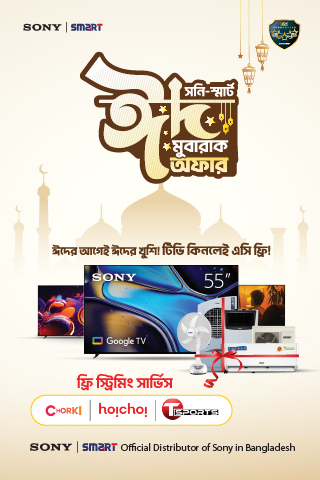 SONY | SMART
সনি-স্মার্ট
ঈদ
মুবারাক
অফার
ঈদের আগেই ঈদের খুশি! টিভি কিনলেই এসি ফ্রি!
SONY
55"
Google TV
ফ্রি স্ট্রিমিং সার্ভিস
CHORKI | hoichoi | T SPORTS
SONY | SMART Official Distributor of Sony in Bangladesh